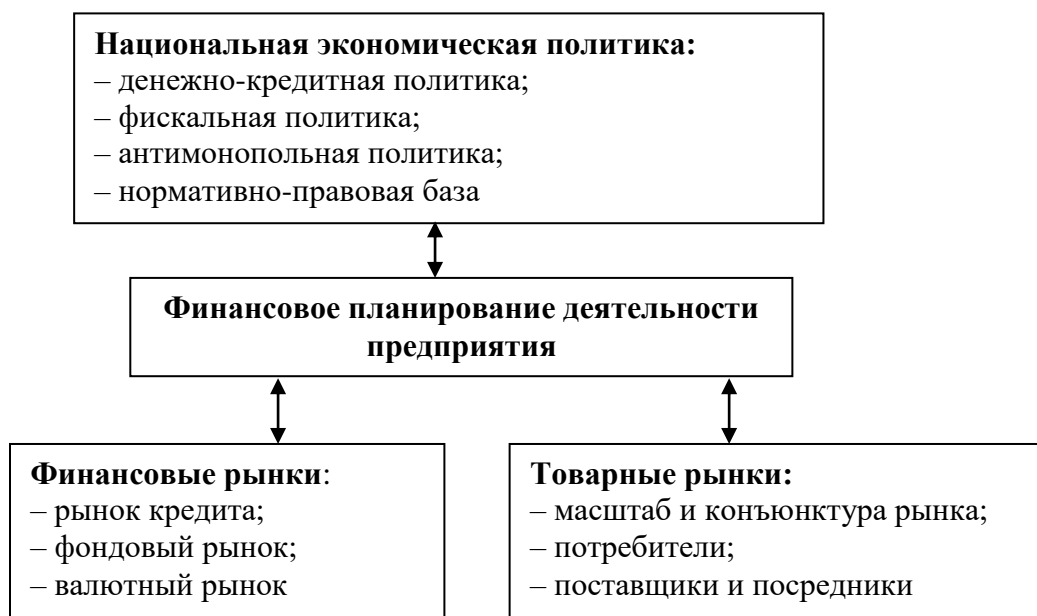 Национальная экономическая политика:
– денежно-кредитная политика;
– фискальная политика;
– антимонопольная политика;
– нормативно-правовая база
Финансовое планирование деятельности
предприятия
Финансовые рынки:
– рынок кредита;
– фондовый рынок;
– валютный рынок
Товарные рынки:
– масштаб и конъюнктура рынка;
– потребители;
– поставщики и посредники